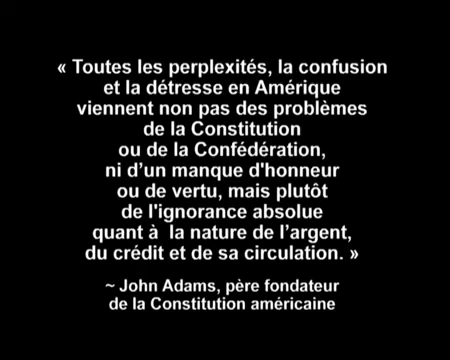 « Toutes les perplexités, la confusion
et la détresse en Amérique
viennent non pas des problèmes
de la Constitution
ou de la Confédération,
ni d’un manque d'honneur
ou de vertu, mais plutôt
de l'ignorance absolue
quant à  la nature de l’argent,
du crédit et de sa circulation. »
~ John Adams, père fondateur
de la Constitution américaine